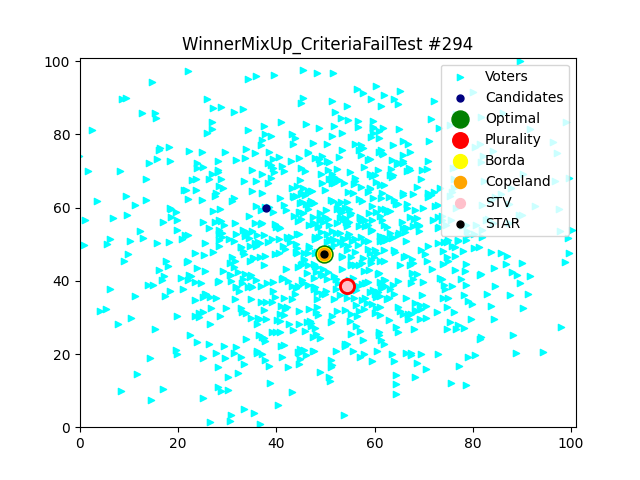 WinnerMixUp_CriteriaFailTest #294
Voters
Candidates
Optimal
Plurality
Borda
Copeland
STV
STAR
100
80
60
40
20
0
0 20 40 60 80 100